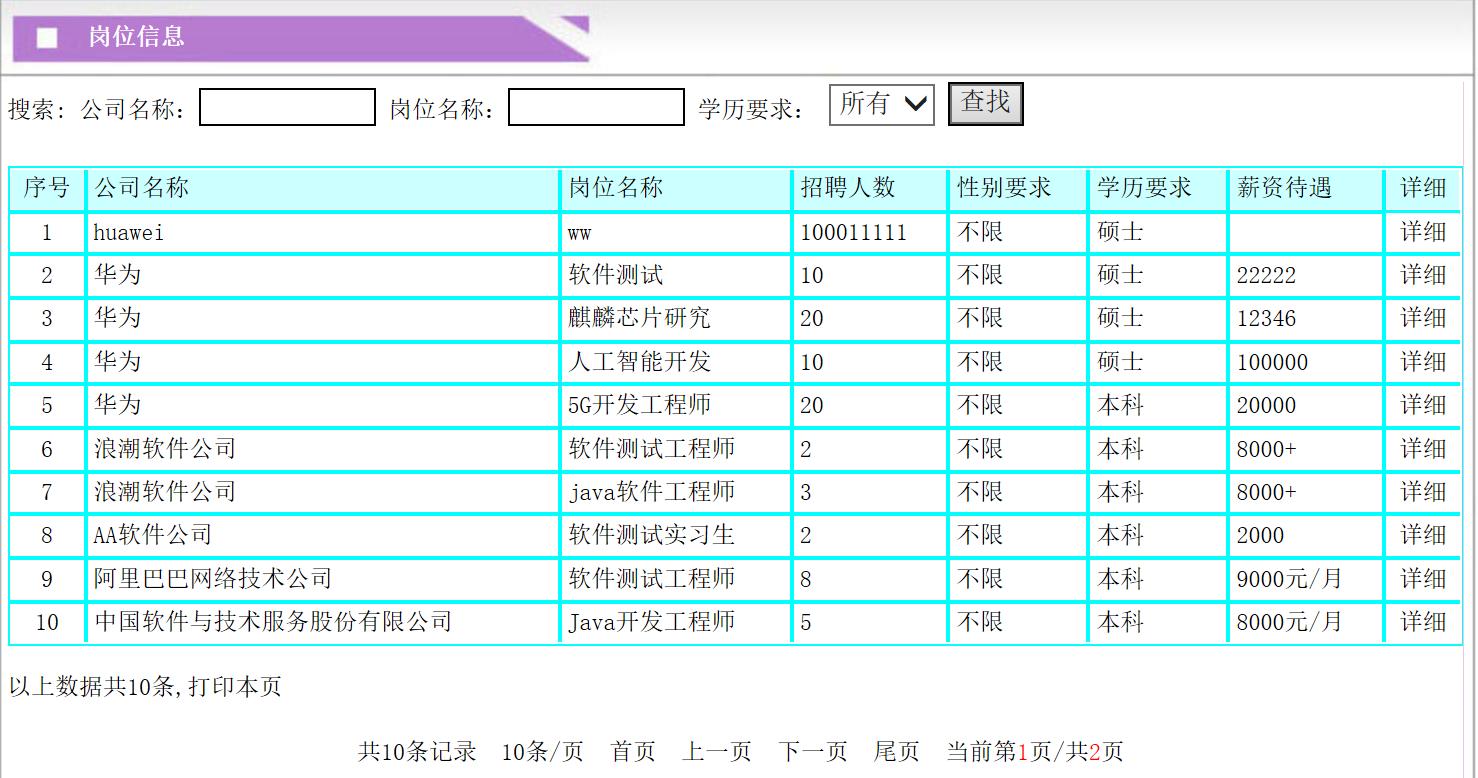 岗位信息
搜索: 公司名称: 岗位名称: 学历要求: 所有 查找
序号 公司名称 岗位名称 招聘人数 性别要求 学历要求 薪资待遇 详细
1 huawei ww 100011111 不限 硕士 详细
2 华为 软件测试 10 不限 硕士 22222 详细
3 华为 麒麟芯片研究 20 不限 硕士 12346 详细
4 华为 人工智能开发 10 不限 硕士 100000 详细
5 华为 5G开发工程师 20 不限 本科 20000 详细
6 浪潮软件公司 软件测试工程师 2 不限 本科 8000+ 详细
7 浪潮软件公司 java软件工程师 3 不限 本科 8000+ 详细
8 AA软件公司 软件测试实习生 2 不限 本科 2000 详细
9 阿里巴巴网络技术公司 软件测试工程师 8 不限 本科 9000元/月 详细
10 中国软件与技术服务股份有限公司 Java开发工程师 5 不限 本科 8000元/月 详细
以上数据共10条,打印本页
共10条记录 10条/页 首页 上一页 下一页 尾页 当前第1页/共2页